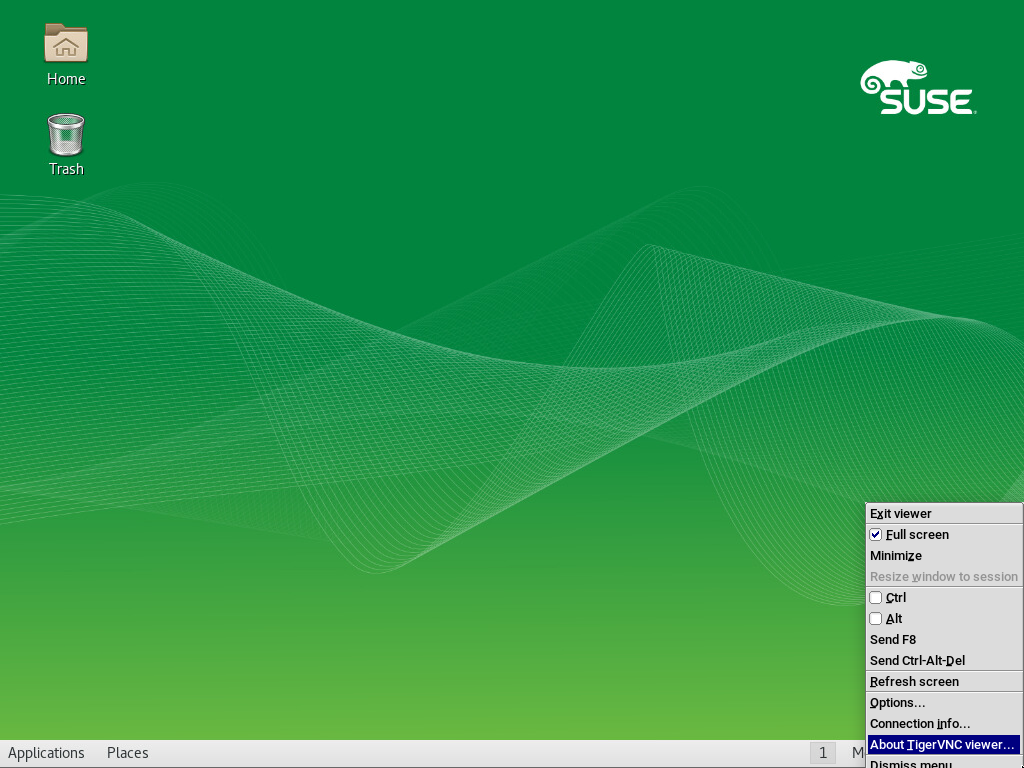 Home
SUSE
Trash
Exit viewer
Full screen
Minimize
Resize window to session
Ctrl
Alt
Send F8
Send Ctrl-Alt-Del
Refresh screen
Options...
Connection info...
About TigerVNC viewer...
Dismiss menu
Applications Places 1 M